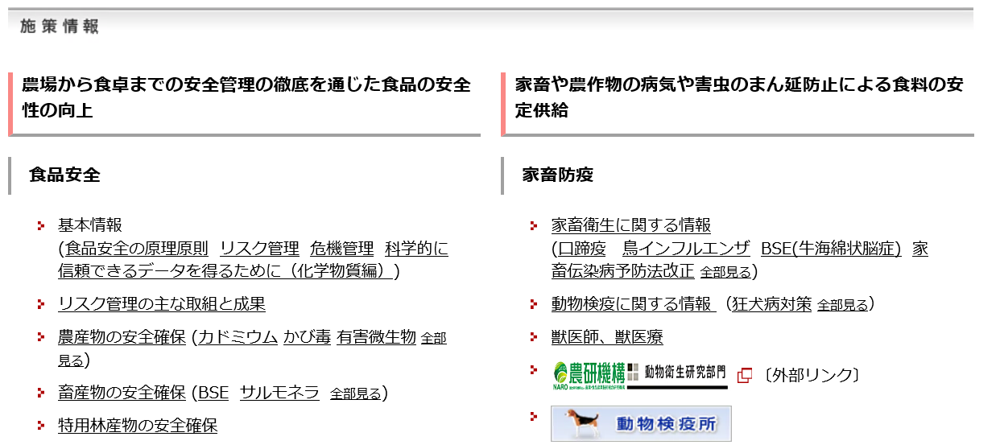 施策情報
農場から食卓までの安全管理の徹底を通じた食品の安全
性の向上
食品安全
基本情報
(食品安全の原理原則 リスク管理 危機管理 科学的に
信頼できるデータを得るために（化学物質編）)
リスク管理の主な取組と成果
農産物の安全確保 (カドミウム かび毒 有害微生物 全部
見る)
畜産物の安全確保 (BSE サルモネラ 全部見る)
特用林産物の安全確保
家畜や農作物の病気や害虫のまん延防止による食料の安
定供給
家畜防疫
家畜衛生に関する情報
(口蹄疫 鳥インフルエンザ BSE(牛海綿状脳症) 家
畜伝染病予防法改正 全部見る)
動物検疫に関する情報 （狂犬病対策 全部見る）
獣医師、獣医療
農研機構 動物衛生研究部門 〔外部リンク〕
NARO
動物検疫所